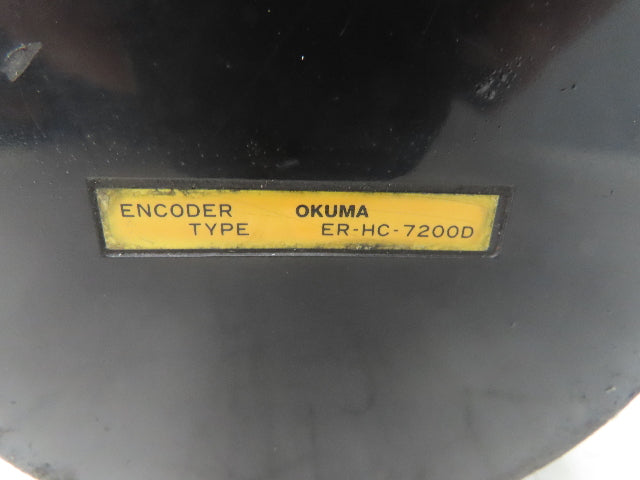 ENCODER OKUMA
TYPE ER-HC-7200D